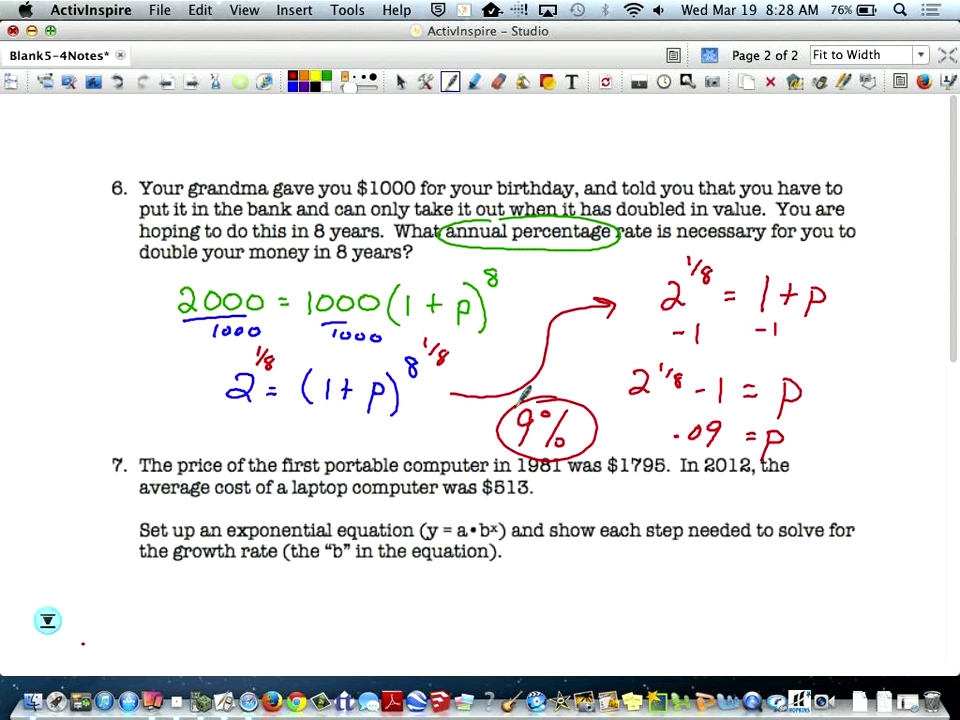 ActivInspire File Edit View Insert Tools Help Wed Mar 19 8:28 AM 76%
ActivInspire - Studio
Blank5-4Notes* Page 2 of 2 Fit to Width
6. Your grandma gave you $1000 for your birthday, and told you that you have to
put it in the bank and can only take it out when it has doubled in value. You are
hoping to do this in 8 years. What annual percentage rate is necessary for you to
double your money in 8 years?
2000 = 1000 (1 + p)^8
1000 1000
2^1/8 = (1 + p)^8 ^1/8
2^1/8 = 1 + p
-1 -1
2^1/8 - 1 = p
.09 = p
9%
7. The price of the first portable computer in 1981 was $1795. In 2012, the
average cost of a laptop computer was $513.
Set up an exponential equation (y = a•bˣ) and show each step needed to solve for
the growth rate (the “b” in the equation).